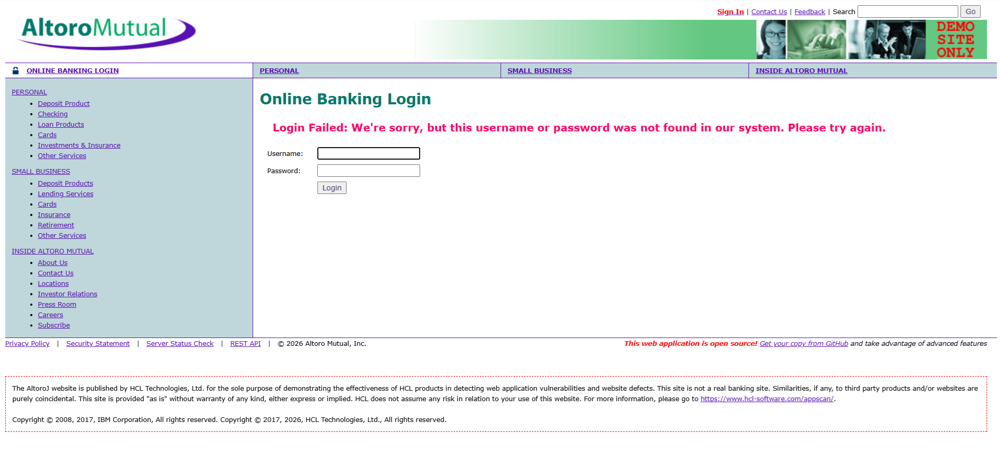 Sign In | Contact Us | Feedback | Search Go
AltoroMutual
DEMO
SITE
ONLY
ONLINE BANKING LOGIN
PERSONAL
SMALL BUSINESS
INSIDE ALTORO MUTUAL
PERSONAL
Deposit Product
Checking
Loan Products
Cards
Investments & Insurance
Other Services
SMALL BUSINESS
Deposit Products
Lending Services
Cards
Insurance
Retirement
Other Services
INSIDE ALTORO MUTUAL
About Us
Contact Us
Locations
Investor Relations
Press Room
Careers
Subscribe
Online Banking Login
Login Failed: We're sorry, but this username or password was not found in our system. Please try again.
Username:
Password:
Login
Privacy Policy | Security Statement | Server Status Check | REST API | © 2026 Altoro Mutual, Inc.
This web application is open source! Get your copy from GitHub and take advantage of advanced features
The AltoroJ website is published by HCL Technologies, Ltd. for the sole purpose of demonstrating the effectiveness of HCL products in detecting web application vulnerabilities and website defects. This site is not a real banking site. Similarities, if any, to third party products and/or websites are
purely coincidental. This site is provided "as is" without warranty of any kind, either express or implied. HCL does not assume any risk in relation to your use of this website. For more information, please go to https://www.hcl-software.com/appscan/.
Copyright © 2008, 2017, IBM Corporation, All rights reserved. Copyright © 2017, 2026, HCL Technologies, Ltd., All rights reserved.